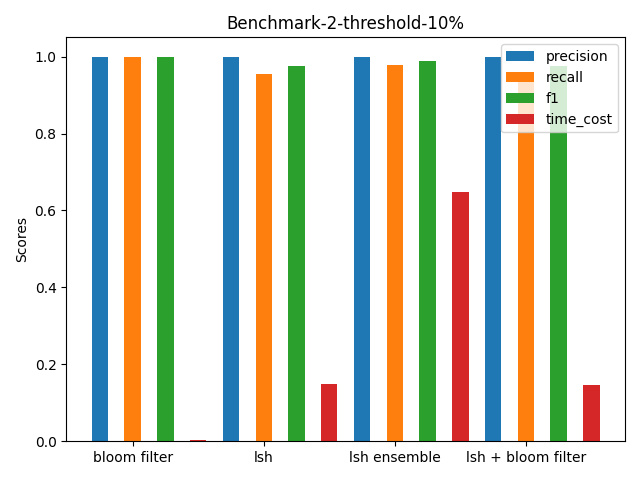 Benchmark-2-threshold-10%
precision
recall
f1
time_cost
Scores
1.0
0.8
0.6
0.4
0.2
0.0
bloom filter
lsh
lsh ensemble
lsh + bloom filter